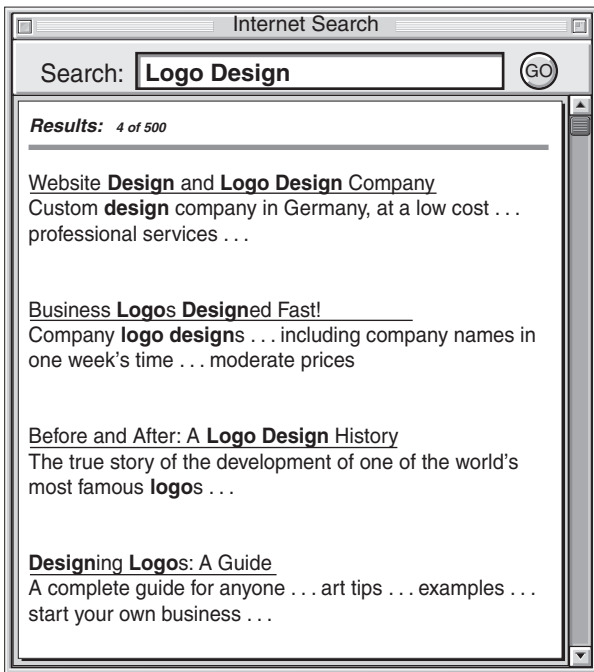 Internet Search
Search: Logo Design GO
Results: 4 of 500
Website Design and Logo Design Company
Custom design company in Germany, at a low cost . . .
professional services . . .
Business Logos Designed Fast!
Company logo designs . . . including company names in
one week's time . . . moderate prices
Before and After: A Logo Design History
The true story of the development of one of the world's
most famous logos . . .
Designing Logos: A Guide
A complete guide for anyone . . . art tips . . . examples . . .
start your own business . . .